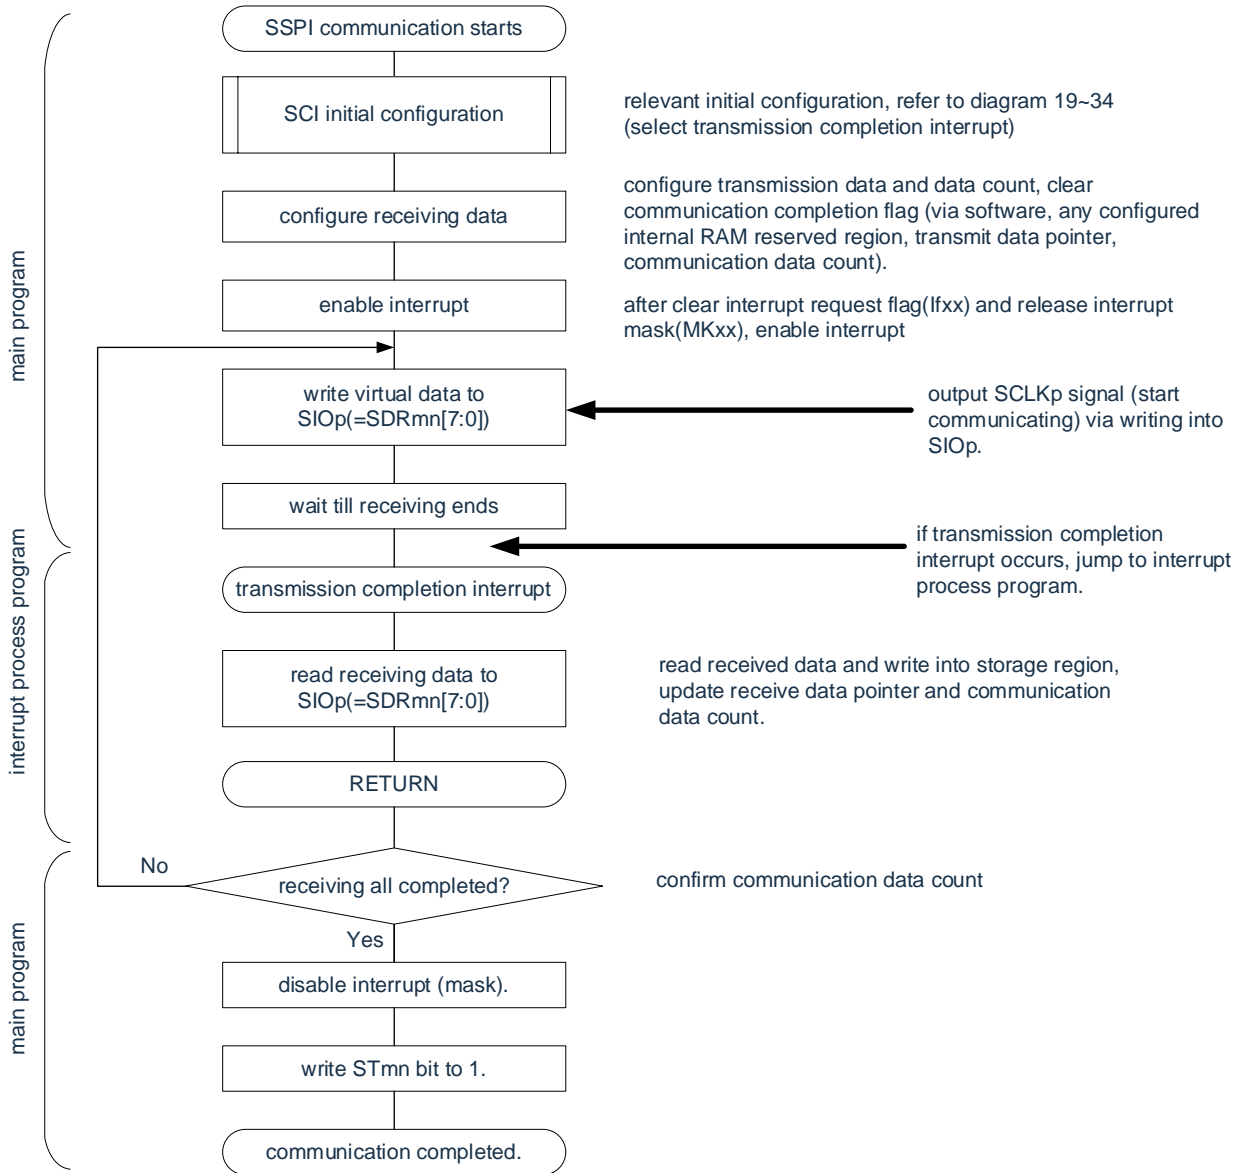 SSPI communication starts
SCI initial configuration
relevant initial configuration, refer to diagram 19~34
(select transmission completion interrupt)
configure receiving data
configure transmission data and data count, clear
communication completion flag (via software, any configured
internal RAM reserved region, transmit data pointer,
communication data count).
enable interrupt
after clear interrupt request flag(Ifxx) and release interrupt
mask(MKxx), enable interrupt
main program
write virtual data to
SIOp(=SDRmn[7:0])
output SCLKp signal (start
communicating) via writing into
SIOp.
wait till receiving ends
if transmission completion
interrupt occurs, jump to interrupt
process program.
transmission completion interrupt
interrupt process program
read receiving data to
SIOp(=SDRmn[7:0])
read received data and write into storage region,
update receive data pointer and communication
data count.
RETURN
No
receiving all completed?
confirm communication data count
Yes
main program
disable interrupt (mask).
write STmn bit to 1.
communication completed.